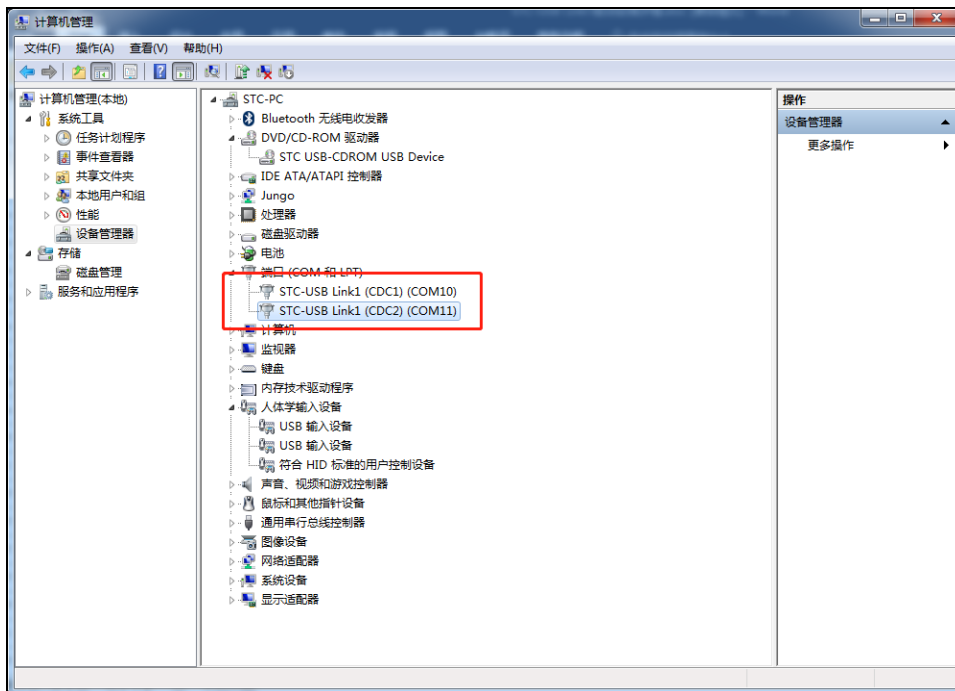 计算机管理
文件(F) 操作(A) 查看(V) 帮助(H)
计算机管理(本地)
系统工具
任务计划程序
事件查看器
共享文件夹
本地用户和组
性能
设备管理器
存储
磁盘管理
服务和应用程序
STC-PC
Bluetooth 无线电收发器
DVD/CD-ROM 驱动器
STC USB-CDROM USB Device
IDE ATA/ATAPI 控制器
Jungo
处理器
磁盘驱动器
电池
端口 (COM 和 LPT)
STC-USB Link1 (CDC1) (COM10)
STC-USB Link1 (CDC2) (COM11)
计算机
监视器
键盘
内存技术驱动程序
人体学输入设备
USB 输入设备
USB 输入设备
符合 HID 标准的用户控制设备
声音、视频和游戏控制器
鼠标和其他指针设备
通用串行总线控制器
图像设备
网络适配器
系统设备
显示适配器
操作
设备管理器
更多操作